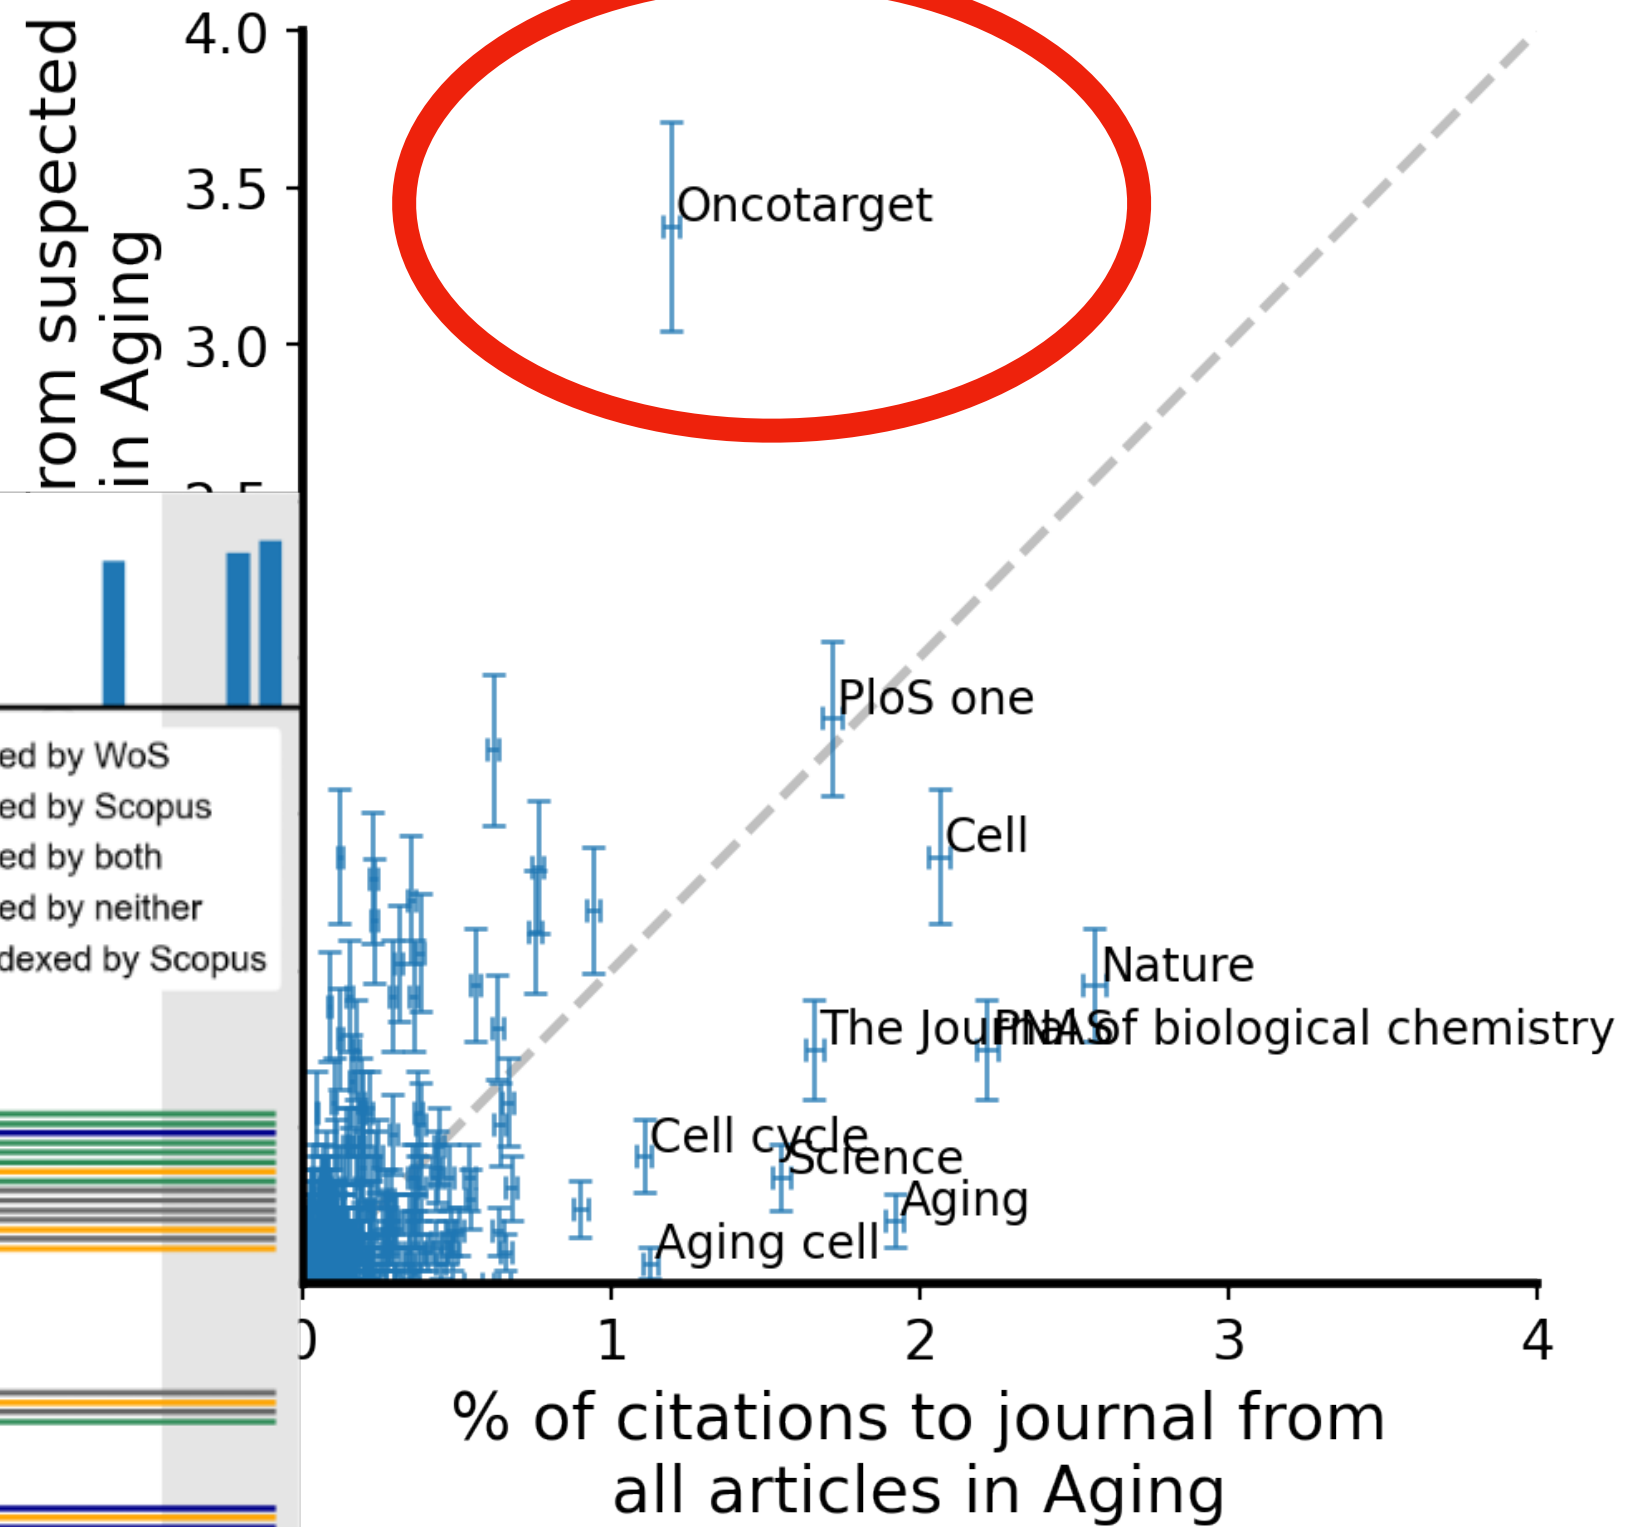 4.0
3.5
3.0
from suspected
in Aging
Oncotarget
PloS one
Cell
Nature
The Journal of biological chemistry
PNAS
Cell cycle
Science
Aging
Aging cell
ed by WoS
ed by Scopus
ed by both
ed by neither
dexed by Scopus
0 1 2 3 4
% of citations to journal from
all articles in Aging